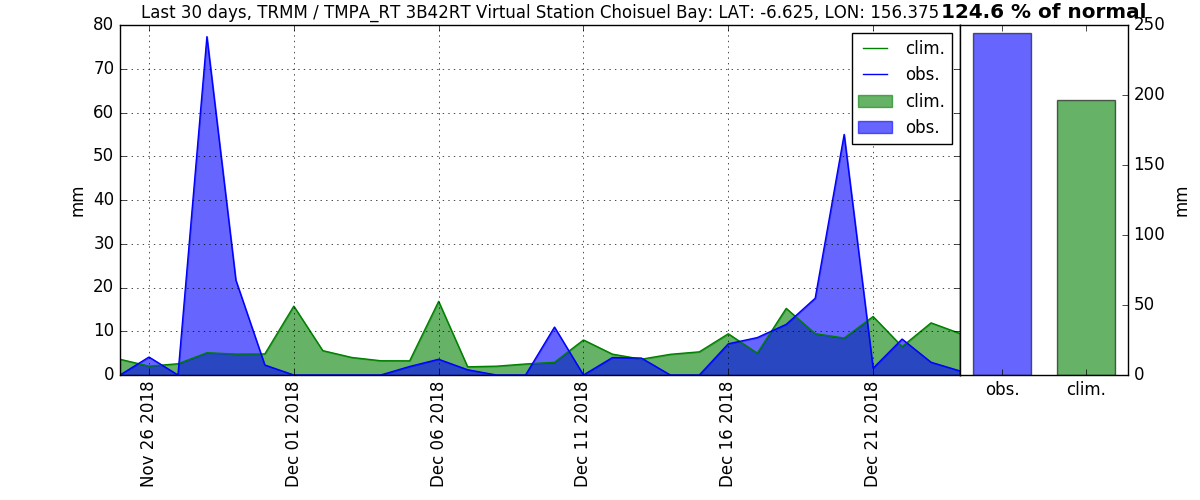 Last 30 days, TRMM / TMPA_RT 3B42RT Virtual Station Choisuel Bay: LAT: -6.625, LON: 156.375
124.6 % of normal
80
70
60
50
40
30
20
10
0
mm
clim.
obs.
clim.
obs.
Nov 26 2018
Dec 01 2018
Dec 06 2018
Dec 11 2018
Dec 16 2018
Dec 21 2018
250
200
150
100
50
0
mm
obs.
clim.